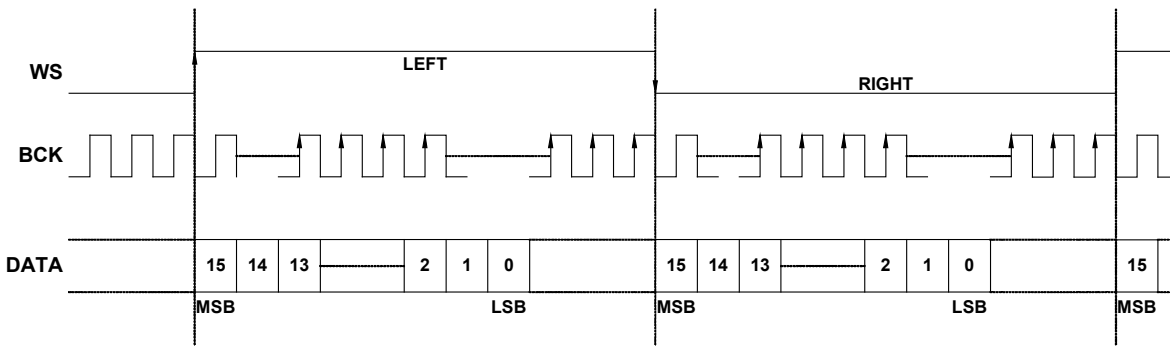 LEFT
WS
RIGHT
BCK
DATA 15 14 13 2 1 0 15 14 13 2 1 0 15
MSB LSB MSB LSB MSB